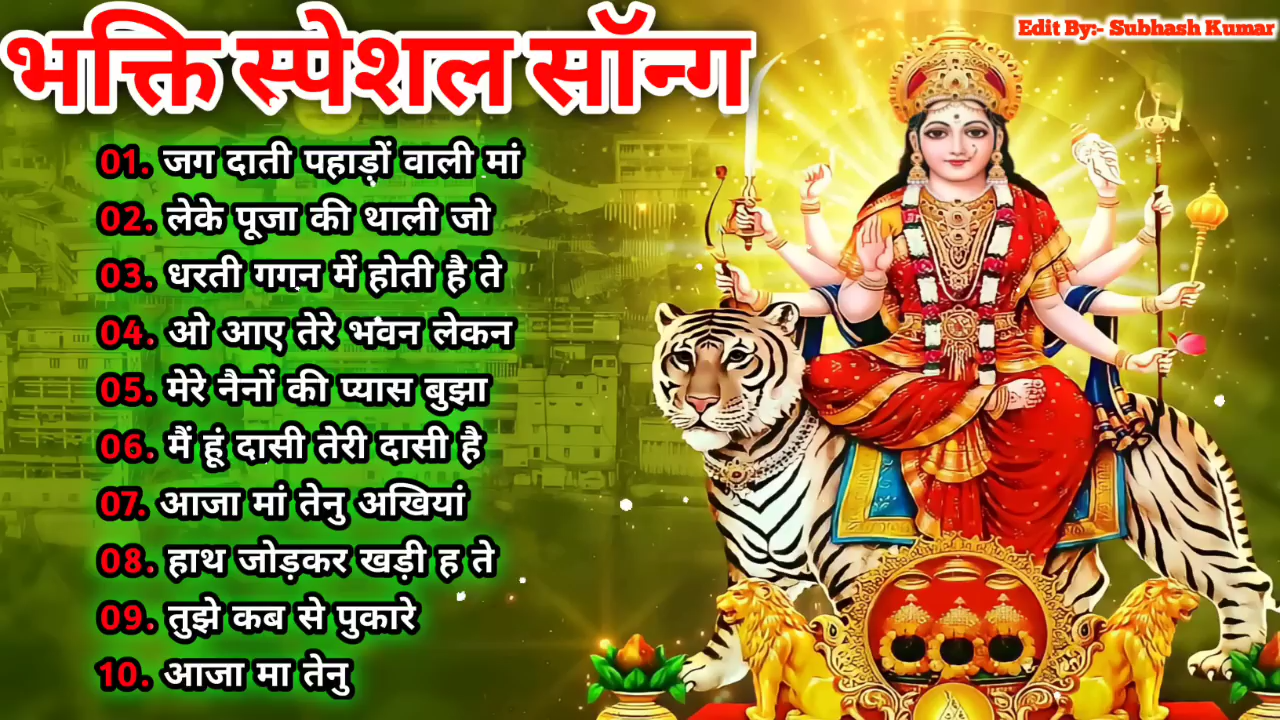 भक्ति स्पेशल सॉन्ग
Edit By:- Subhash Kumar
01. जग दाती पहाड़ों वाली मां
02. लेके पूजा की थाली जो
03. धरती गगन में होती है ते
04. ओ आए तेरे भवन लेकन
05. मेरे नैनों की प्यास बुझा
06. मैं हूं दासी तेरी दासी है
07. आजा मां तेनु अखियां
08. हाथ जोड़कर खड़ी ह ते
09. तुझे कब से पुकारे
10. आजा मा तेनु